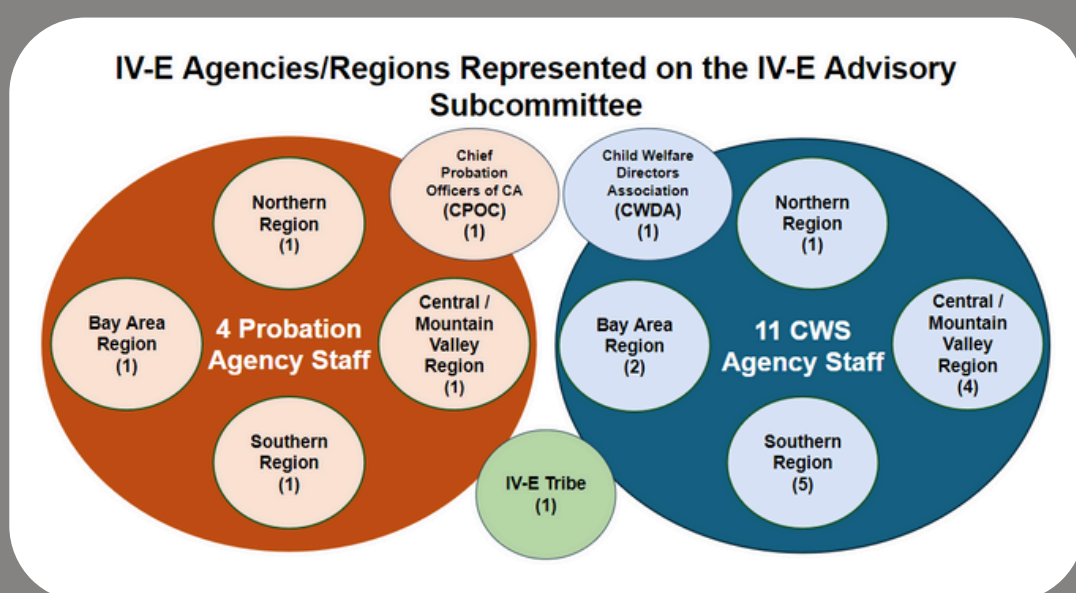 IV-E Agencies/Regions Represented on the IV-E Advisory
Subcommittee
Chief
Probation
Officers of CA
(CPOC)
(1)
Child Welfare
Directors
Association
(CWDA)
(1)
Northern
Region
(1)
Bay Area
Region
(1)
4 Probation
Agency Staff
Central /
Mountain
Valley
Region
(1)
Southern
Region
(1)
Northern
Region
(1)
Bay Area
Region
(2)
11 CWS
Agency Staff
Central /
Mountain
Valley
Region
(4)
Southern
Region
(5)
IV-E Tribe
(1)